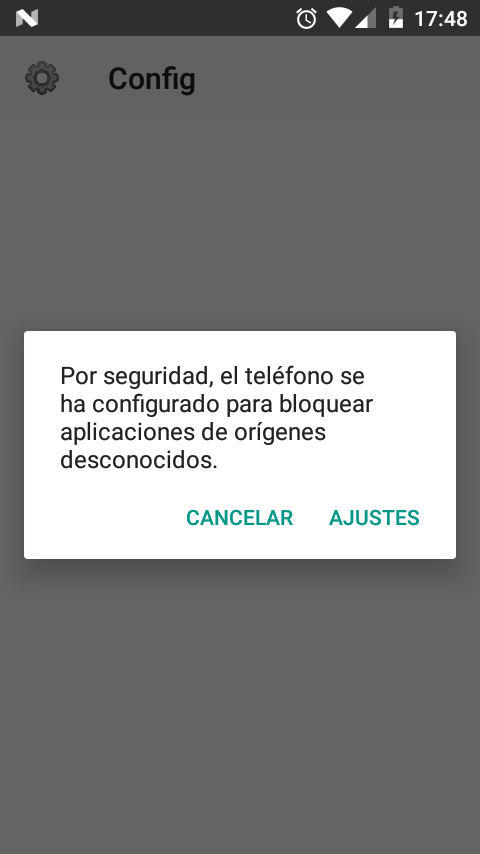 17:48
Config
Por seguridad, el teléfono se
ha configurado para bloquear
aplicaciones de orígenes
desconocidos.
CANCELAR AJUSTES